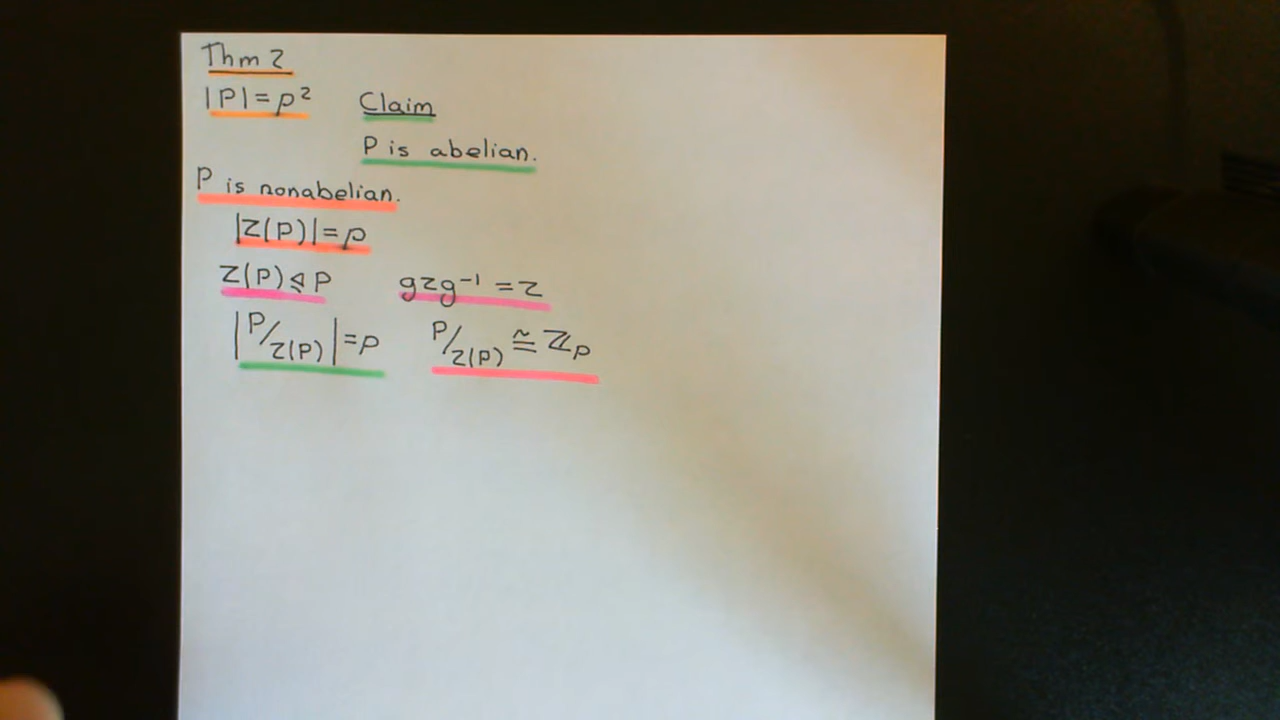 Thm 2
|P| = p² Claim
P is abelian.
P is nonabelian.
|Z(P)| = p
Z(P) ⊴ P gzg⁻¹ = z
|P/Z(P)| = p P/Z(P) ≅ ℤp